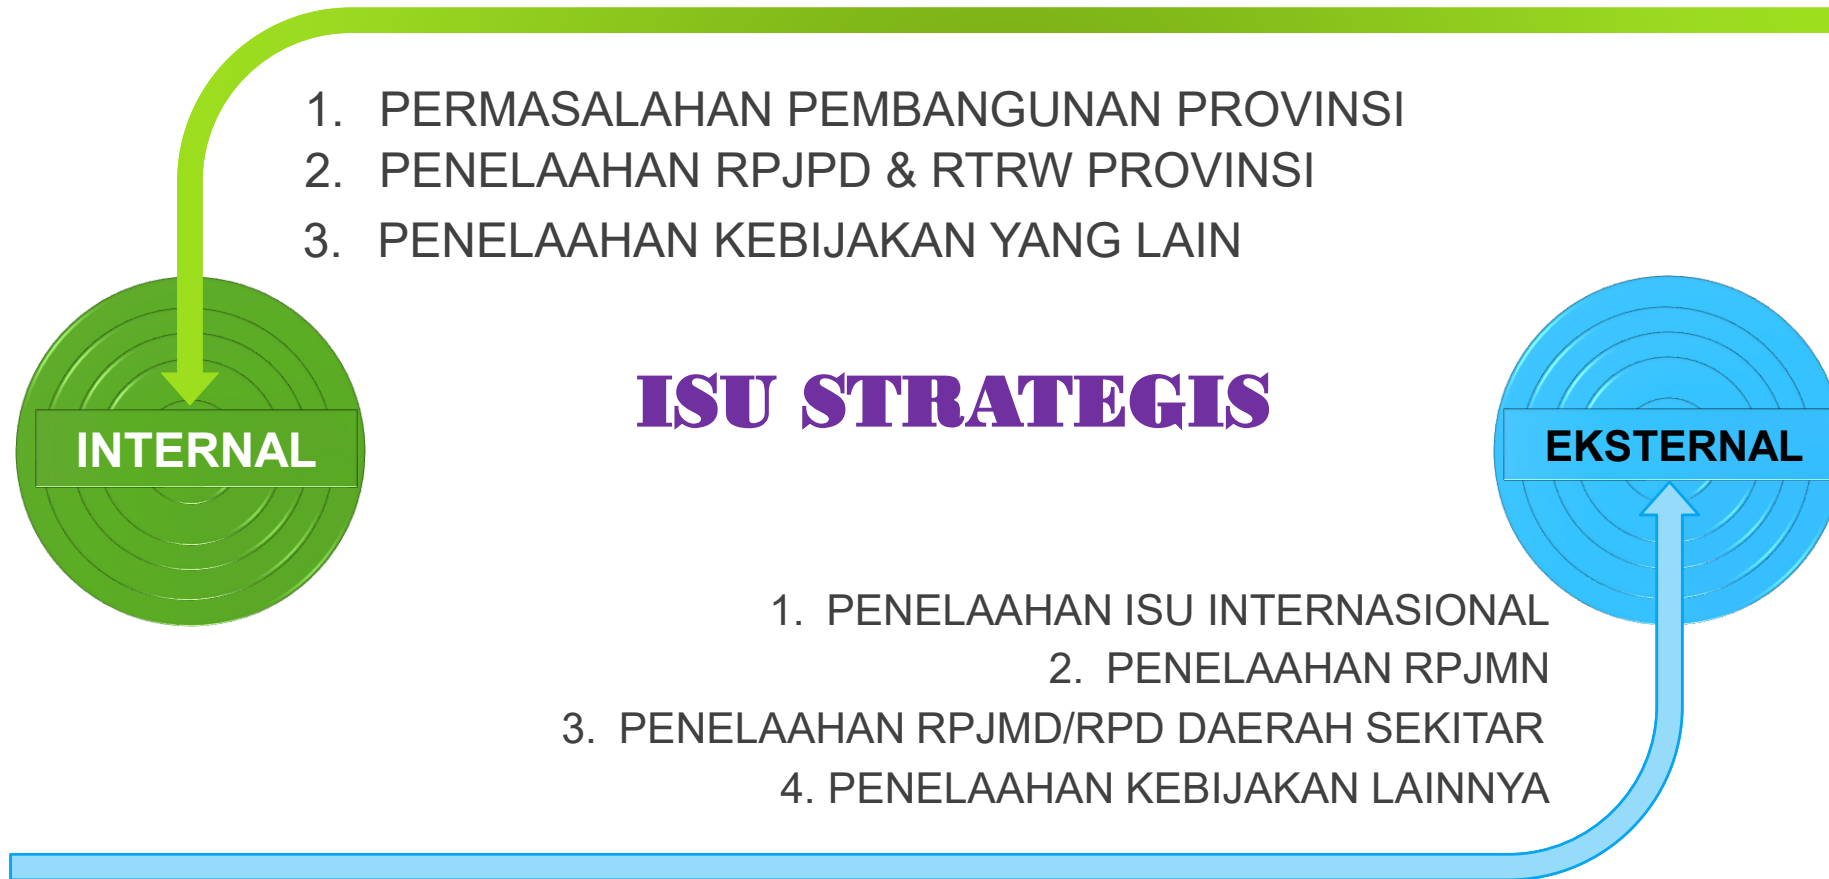 1. PERMASALAHAN PEMBANGUNAN PROVINSI
2. PENELAAHAN RPJPD & RTRW PROVINSI
3. PENELAAHAN KEBIJAKAN YANG LAIN
ISU STRATEGIS
INTERNAL
EKSTERNAL
1. PENELAAHAN ISU INTERNASIONAL
2. PENELAAHAN RPJMN
3. PENELAAHAN RPJMD/RPD DAERAH SEKITAR
4. PENELAAHAN KEBIJAKAN LAINNYA